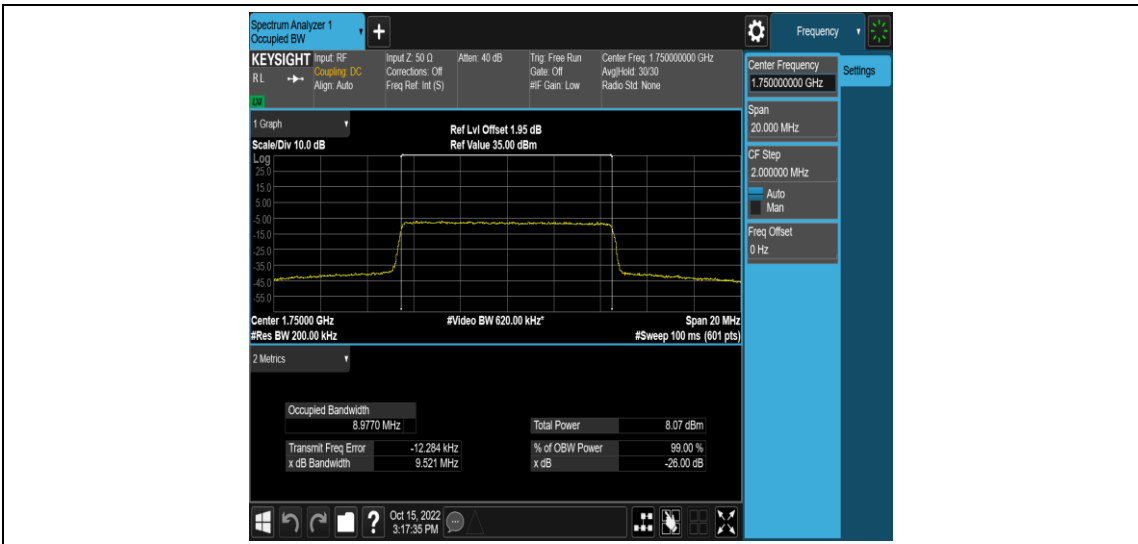 Spectrum Analyzer 1
Occupied BW
+
Frequency
KEYSIGHT
RL
LXI
Input: RF
Coupling: DC
Align: Auto
Input Z: 50 Ω
Corrections: Off
Freq Ref: Int (S)
Atten: 40 dB
Trig: Free Run
Gate: Off
#IF Gain: Low
Center Freq: 1.750000000 GHz
Avg|Hold: 30/30
Radio Std: None
Center Frequency
1.750000000 GHz
Settings
Span
20.000 MHz
CF Step
2.000000 MHz
Auto
Man
Freq Offset
0 Hz
1 Graph
Scale/Div 10.0 dB
Ref Lvl Offset 1.95 dB
Ref Value 35.00 dBm
Log
25.0
15.0
5.00
-5.00
-15.0
-25.0
-35.0
-45.0
-55.0
Center 1.75000 GHz
#Res BW 200.00 kHz
#Video BW 620.00 kHz*
Span 20 MHz
#Sweep 100 ms (601 pts)
2 Metrics
Occupied Bandwidth
8.9770 MHz
Total Power 8.07 dBm
Transmit Freq Error -12.284 kHz
% of OBW Power 99.00 %
x dB Bandwidth 9.521 MHz
x dB -26.00 dB
?
Oct 15, 2022
3:17:35 PM